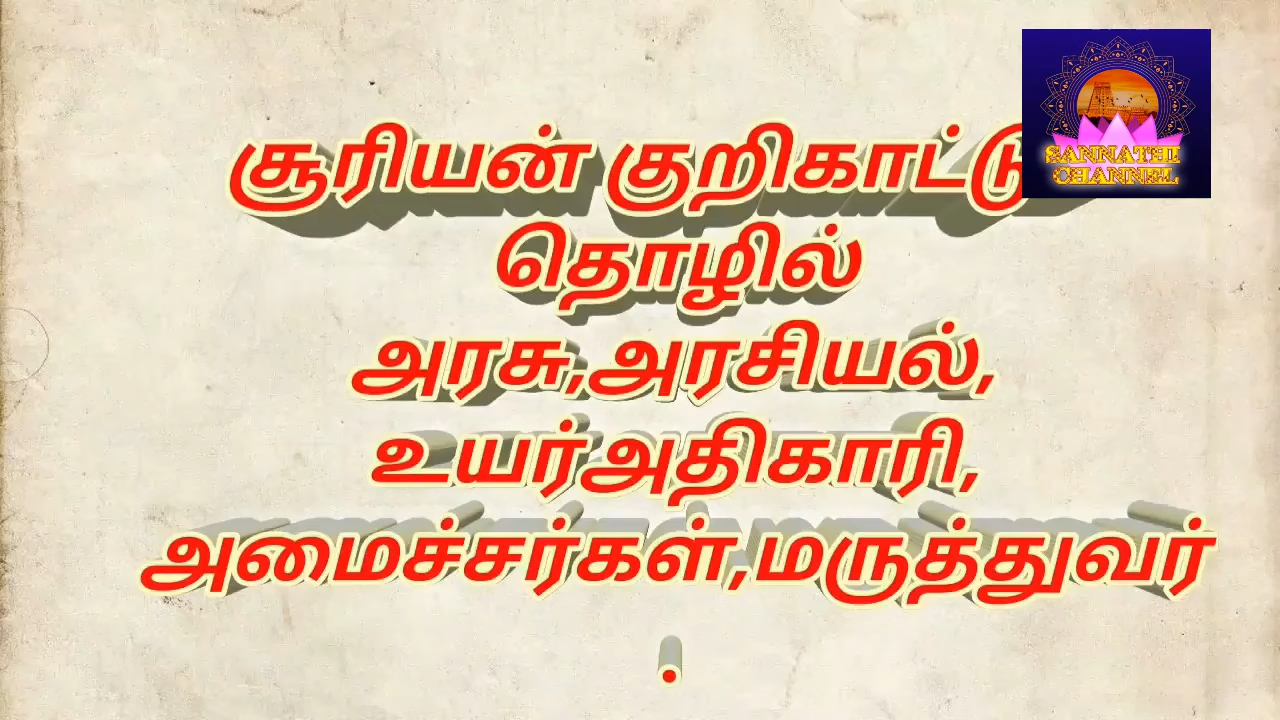 சூரியன் குறிகாட்டு
தொழில்
அரசு,அரசியல்,
உயர்அதிகாரி,
அமைச்சர்கள்,மருத்துவர்
.
SANNATHI
CHANNEL